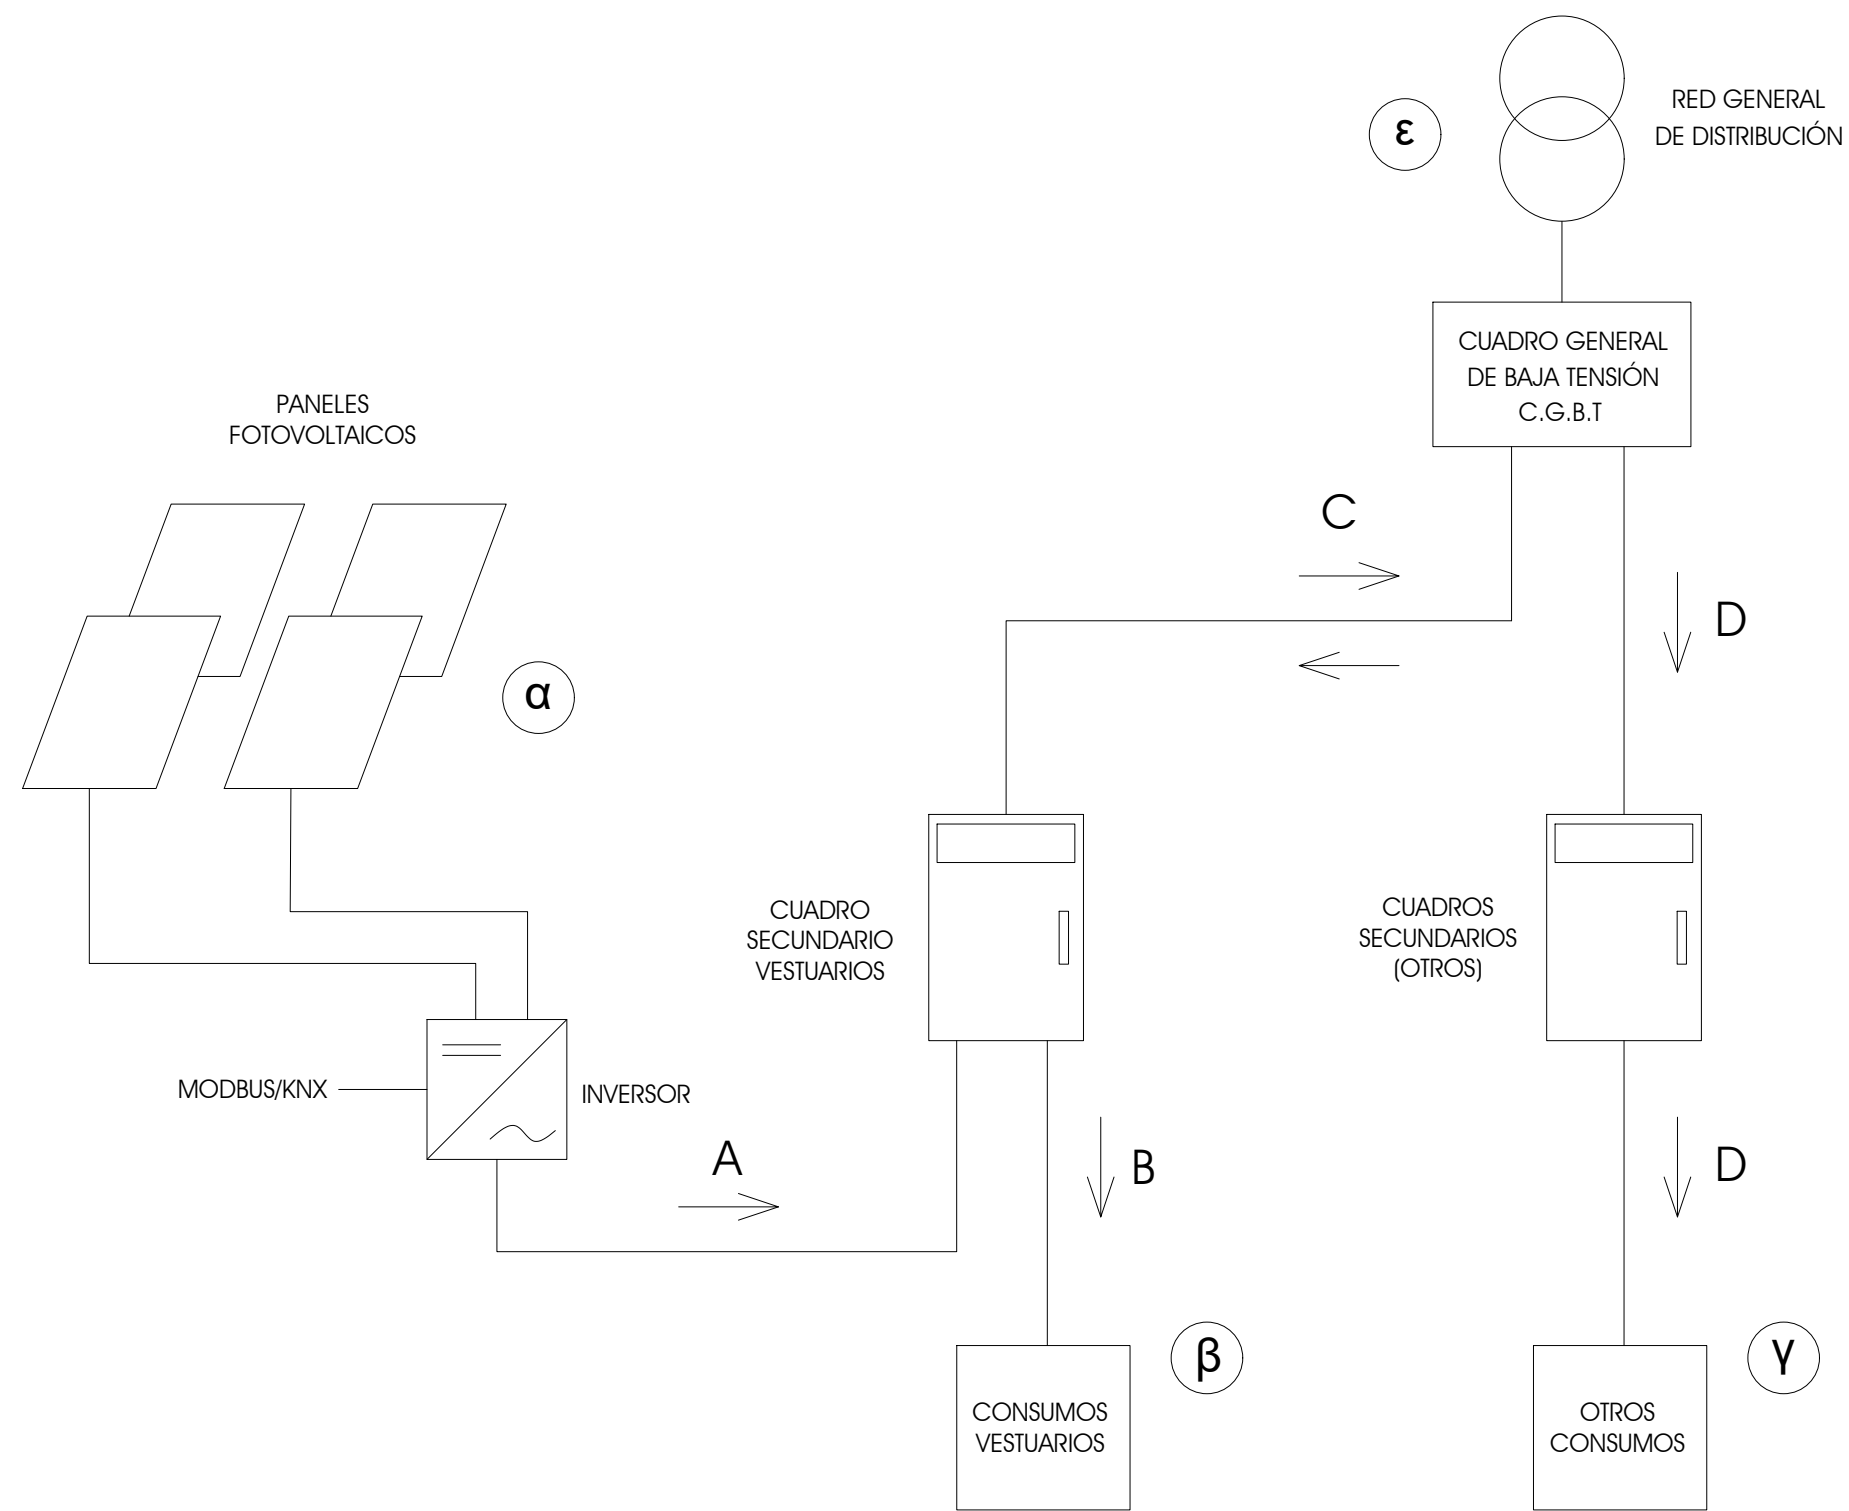 ε
RED GENERAL
DE DISTRIBUCIÓN
CUADRO GENERAL
DE BAJA TENSIÓN
C.G.B.T
PANELES
FOTOVOLTAICOS
C
D
α
CUADRO
SECUNDARIO
VESTUARIOS
CUADROS
SECUNDARIOS
(OTROS)
MODBUS/KNX
INVERSOR
A
B
D
β
γ
CONSUMOS
VESTUARIOS
OTROS
CONSUMOS